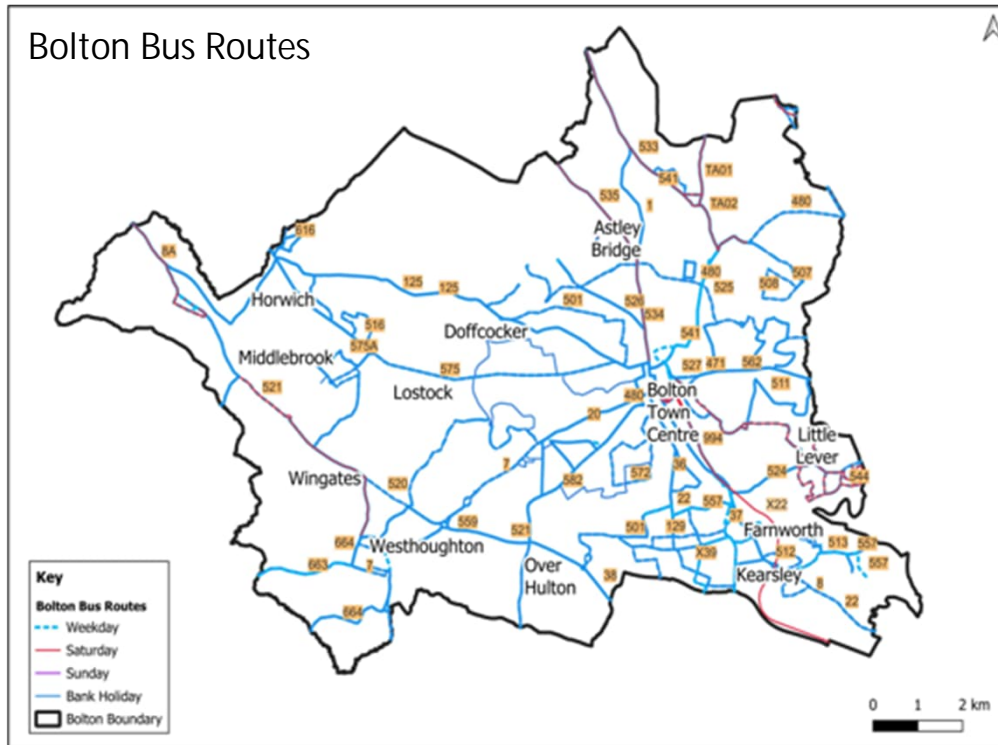 Bolton Bus Routes
533
541
TA01
TA02
535
1
480
Astley
Bridge
616
8A
125
125
480
525
507
508
Horwich
501
526
534
516
575A
Doffcocker
541
Middlebrook
575
527
471
562
521
Lostock
480
Bolton
Town
Centre
511
20
994
Little
Lever
Wingates
7
36
582
572
524
544
520
22
557
X22
559
521
501
129
37
Farnworth
664
Westhoughton
X39
512
513
557
557
663
7
Over
Hulton
38
Kearsley
8
22
664
Key
Bolton Bus Routes
Weekday
Saturday
Sunday
Bank Holiday
Bolton Boundary
0 1 2 km